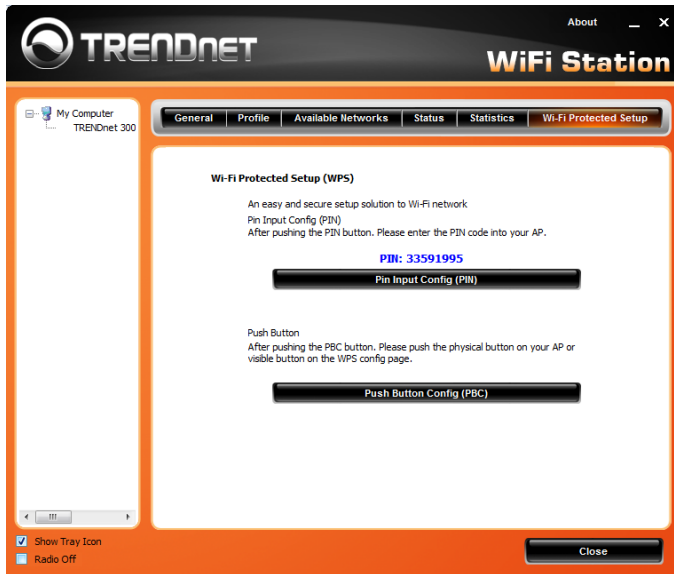 About
TRENDNET
WiFi Station
My Computer
TRENDnet 300
General Profile Available Networks Status Statistics Wi-Fi Protected Setup
Wi-Fi Protected Setup (WPS)
An easy and secure setup solution to Wi-Fi network
Pin Input Config (PIN)
After pushing the PIN button. Please enter the PIN code into your AP.
PIN: 33591995
Pin Input Config (PIN)
Push Button
After pushing the PBC button. Please push the physical button on your AP or
visible button on the WPS config page.
Push Button Config (PBC)
Show Tray Icon
Radio Off
Close